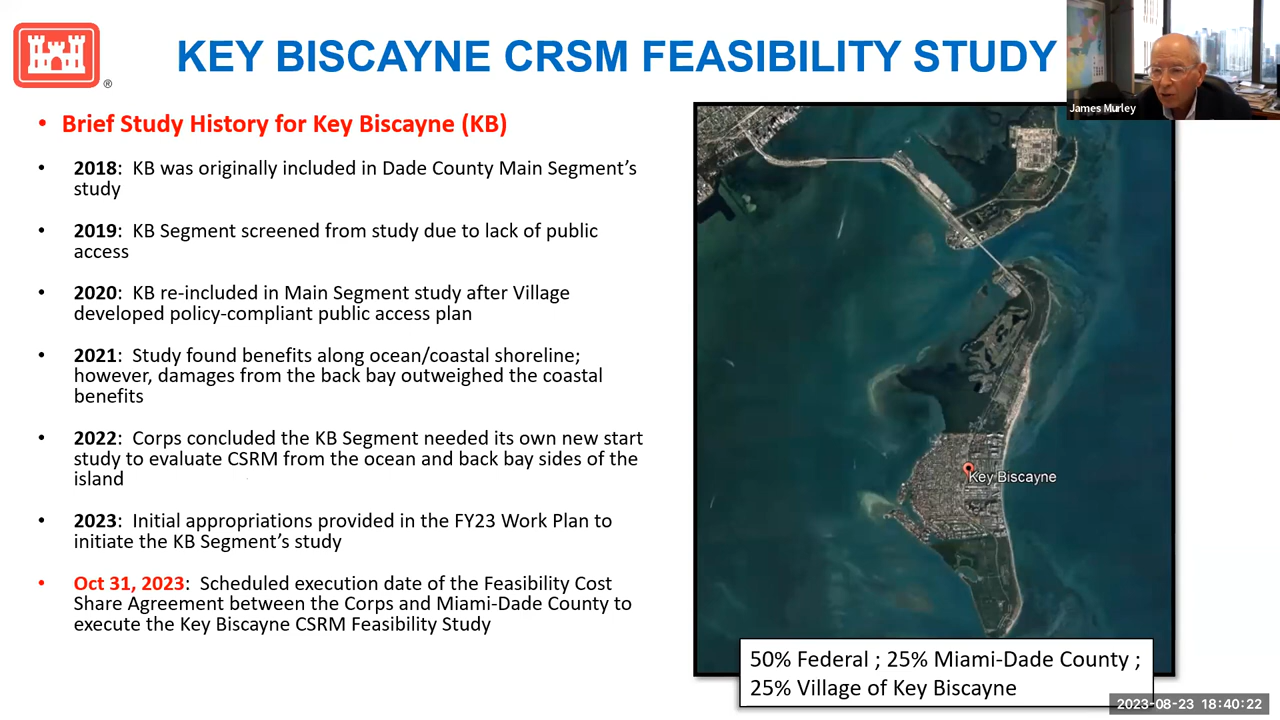 KEY BISCAYNE CRSM FEASIBILITY STUDY
®
James Murley
• Brief Study History for Key Biscayne (KB)
• 2018: KB was originally included in Dade County Main Segment's
study
• 2019: KB Segment screened from study due to lack of public
access
• 2020: KB re-included in Main Segment study after Village
developed policy-compliant public access plan
• 2021: Study found benefits along ocean/coastal shoreline;
however, damages from the back bay outweighed the coastal
benefits
• 2022: Corps concluded the KB Segment needed its own new start
study to evaluate CSRM from the ocean and back bay sides of the
island
• 2023: Initial appropriations provided in the FY23 Work Plan to
initiate the KB Segment's study
• Oct 31, 2023: Scheduled execution date of the Feasibility Cost
Share Agreement between the Corps and Miami-Dade County to
execute the Key Biscayne CSRM Feasibility Study
Key Biscayne
50% Federal ; 25% Miami-Dade County ;
25% Village of Key Biscayne
2023-08-23 18:40:22